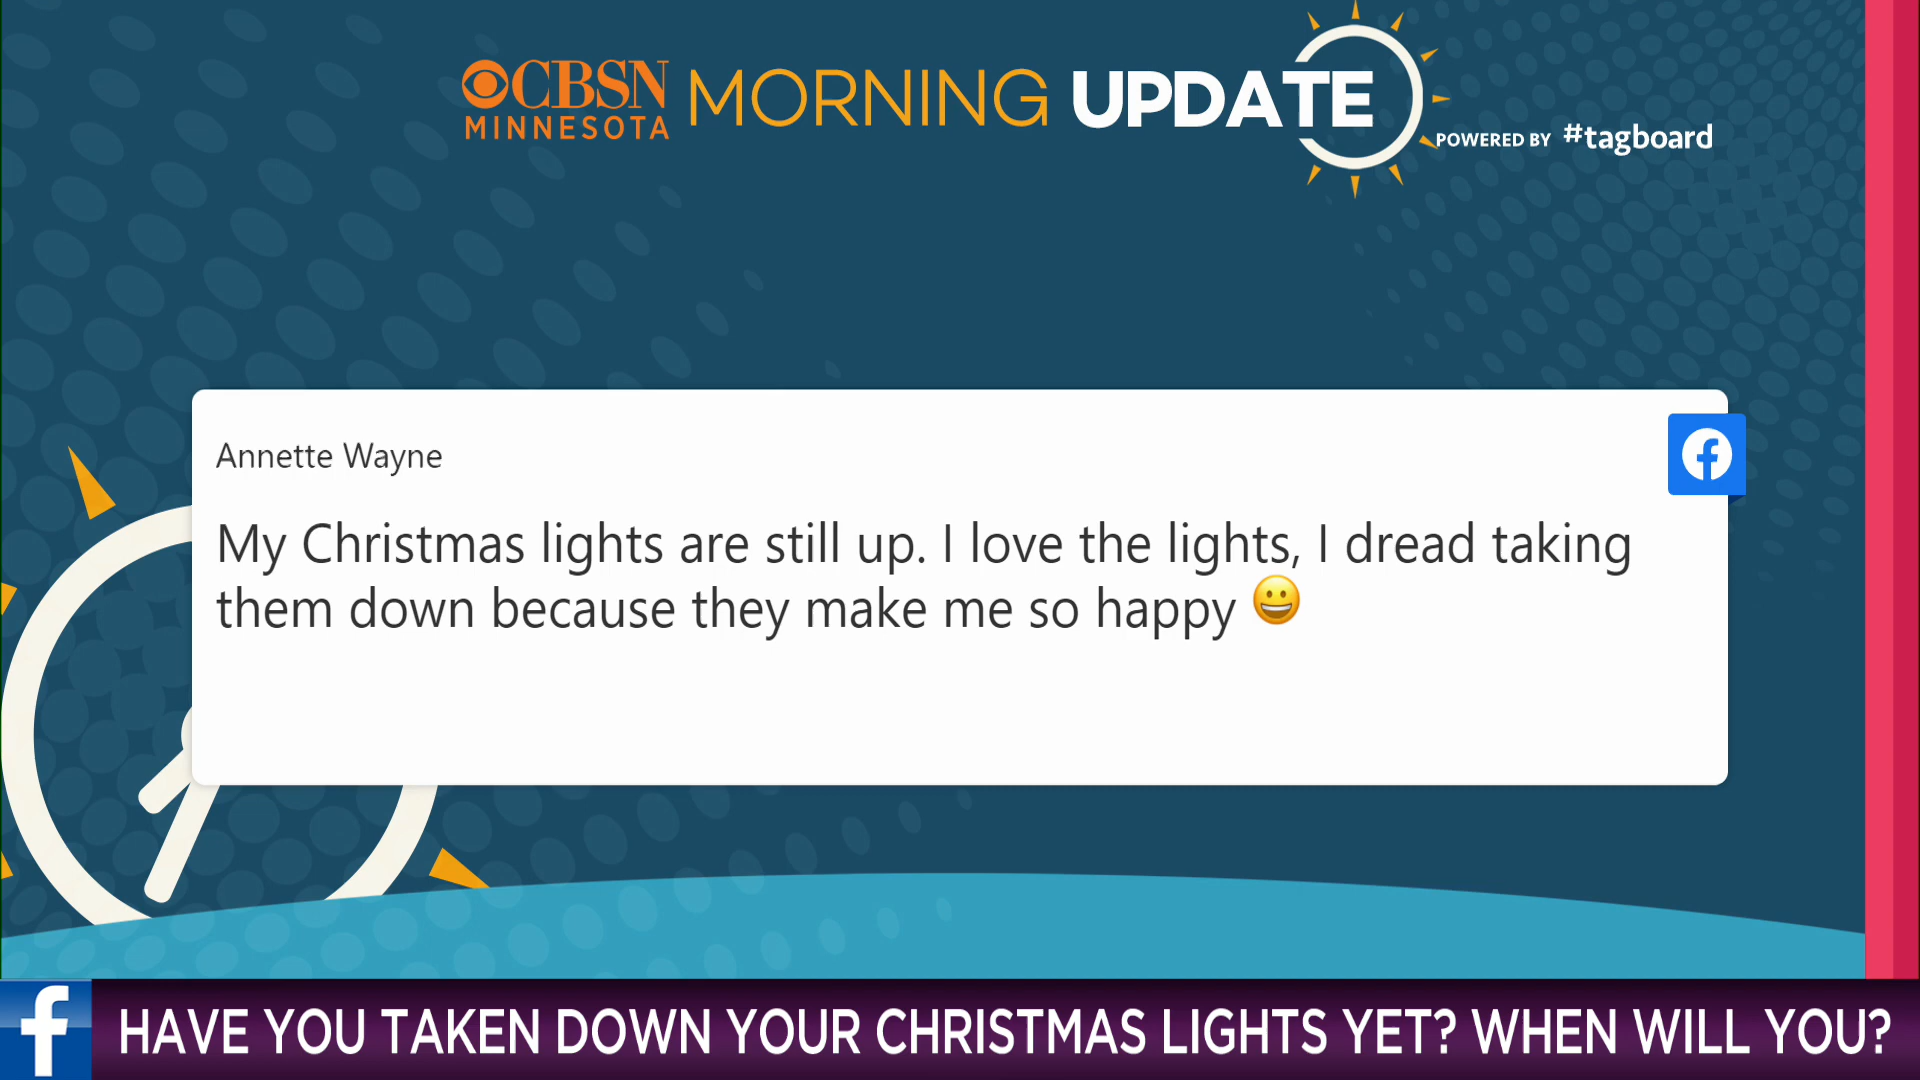 CBSN
MINNESOTA
MORNING UPDATE
POWERED BY #tagboard
Annette Wayne
My Christmas lights are still up. I love the lights, I dread taking
them down because they make me so happy 😀
HAVE YOU TAKEN DOWN YOUR CHRISTMAS LIGHTS YET? WHEN WILL YOU?